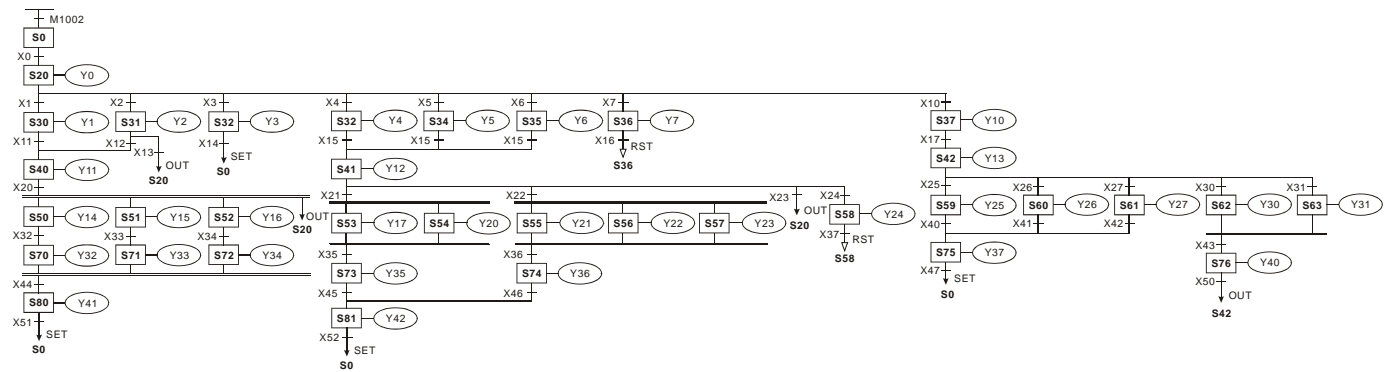 M1002
S0
X0
S20 Y0
X1 X2 X3 X4 X5 X6 X7 X10
S30 Y1 S31 Y2 S32 Y3 S32 Y4 S34 Y5 S35 Y6 S36 Y7 S37 Y10
X11 X12 X13 X14 X15 X15 X15 X16 X17
OUT SET RST
S20 S0 S36
S40 Y11 S41 Y12 S42 Y13
X20 X21 X22 X23 X24 X25 X26 X27 X30 X31
S50 Y14 S51 Y15 S52 Y16 OUT S53 Y17 S54 Y20 S55 Y21 S56 Y22 S57 Y23 OUT S58 Y24 S59 Y25 S60 Y26 S61 Y27 S62 Y30 S63 Y31
S20 S20
X32 X33 X34 X37 RST X40 X41 X42
S70 Y32 S71 Y33 S72 Y34 X35 X36 S58 S75 Y37 X43
S73 Y35 S74 Y36 S76 Y40
X44 X45 X46 X47 SET X50
S80 Y41 S0 OUT
X51 SET S81 Y42 S42
S0 X52 SET
S0